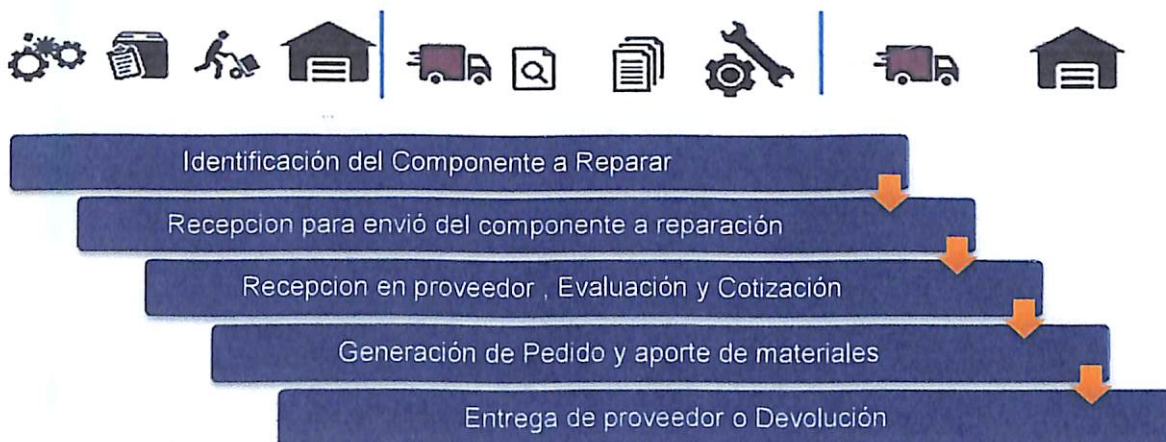 Identificación del Componente a Reparar
Recepcion para envió del componente a reparación
Recepcion en proveedor , Evaluación y Cotización
Generación de Pedido y aporte de materiales
Entrega de proveedor o Devolución